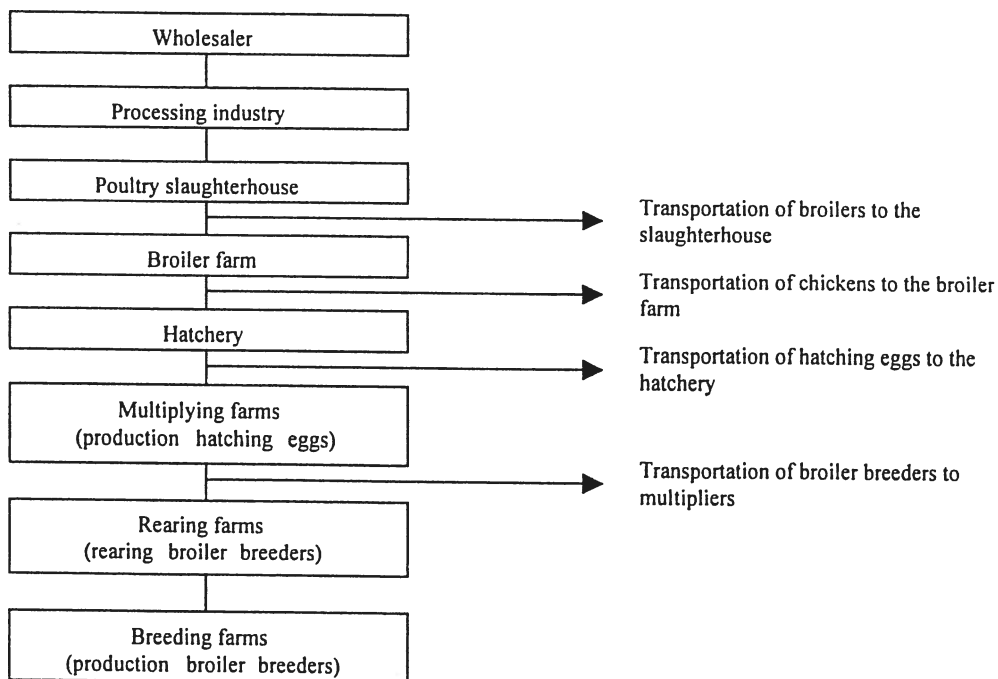 Wholesaler
Processing industry
Poultry slaughterhouse
Transportation of broilers to the
slaughterhouse
Broiler farm
Transportation of chickens to the broiler
farm
Hatchery
Transportation of hatching eggs to the
hatchery
Multiplying farms
(production hatching eggs)
Transportation of broiler breeders to
multipliers
Rearing farms
(rearing broiler breeders)
Breeding farms
(production broiler breeders)